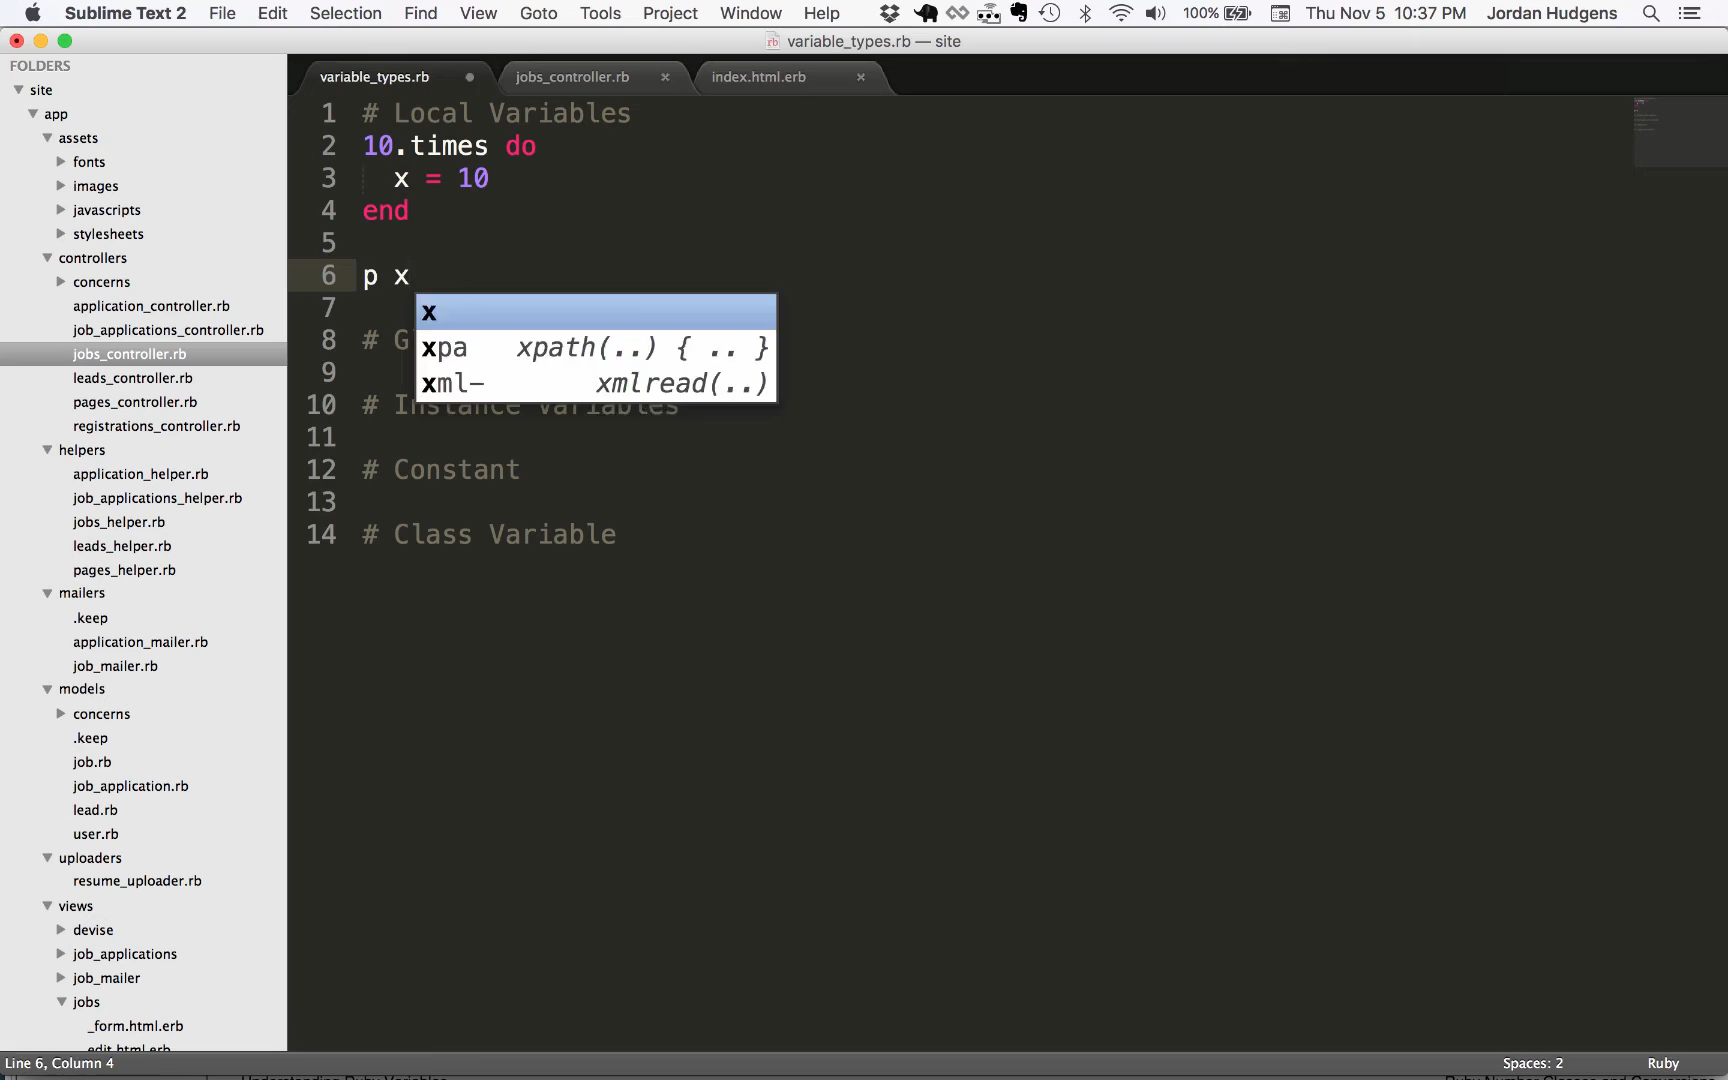 Sublime Text 2 File Edit Selection Find View Goto Tools Project Window Help 100% Thu Nov 5 10:37 PM Jordan Hudgens
variable_types.rb — site
FOLDERS
site
app
assets
fonts
images
javascripts
stylesheets
controllers
concerns
application_controller.rb
job_applications_controller.rb
jobs_controller.rb
leads_controller.rb
pages_controller.rb
registrations_controller.rb
helpers
application_helper.rb
job_applications_helper.rb
jobs_helper.rb
leads_helper.rb
pages_helper.rb
mailers
.keep
application_mailer.rb
job_mailer.rb
models
concerns
.keep
job.rb
job_application.rb
lead.rb
user.rb
uploaders
resume_uploader.rb
views
devise
job_applications
job_mailer
jobs
_form.html.erb
edit.html.erb
variable_types.rb jobs_controller.rb × index.html.erb ×
1 # Local Variables
2 10.times do
3 x = 10
4 end
5
6 p x
7
8 # G
9
10 # Instance Variables
11
12 # Constant
13
14 # Class Variable
x
xpa xpath(..) { .. }
xml- xmlread(..)
Line 6, Column 4 Spaces: 2 Ruby